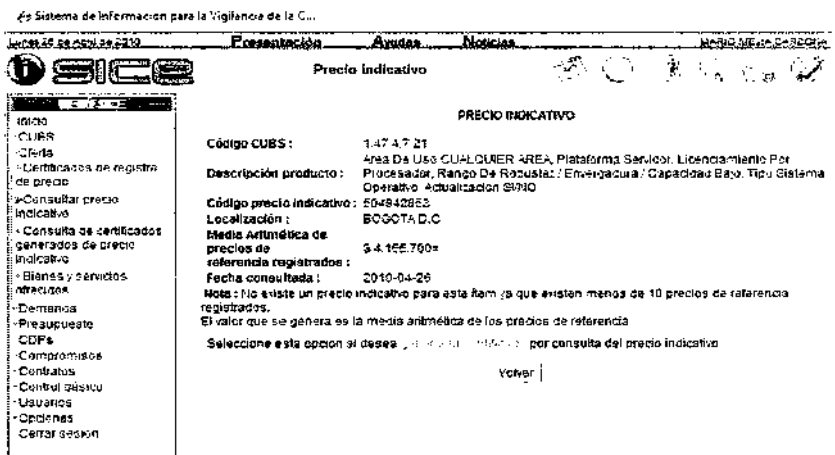 Sistema de Información para la Vigilancia de la C...
Presentación Ayudas Noticias
sice
Precio Indicativo
PRECIO INDICATIVO
Inicio
CUBS
Oferta
Certificados de registro de precio
Consultar precio indicativo
Consulta de certificados generados de precio indicativo
Bienes y servicios ofrecidos
Demanda
Presupuesto
CDPs
Compromisos
Contratos
Control básico
Usuarios
Opciones
Cerrar sesión
Código CUBS : 1.47.4.7.21
Descripción producto : Area De Uso CUALQUIER AREA, Plataforma Servidor, Licenciamiento Por
Procesador, Rango De Robustez / Envergadura / Capacidad Bajo, Tipo Sistema
Operativo, Actualizacion SI/NO
Código precio indicativo :
Localización : BOGOTA D.C
Media Aritmética de
precios de
referencia registrados :
Fecha consultada : 2010-04-26
Nota : No existe un precio indicativo para este ítem ya que existen menos de 10 precios de referencia
registrados.
El valor que se genera es la media aritmética de los precios de referencia
Seleccione esta opcion si desea por consulta del precio indicativo
Volver